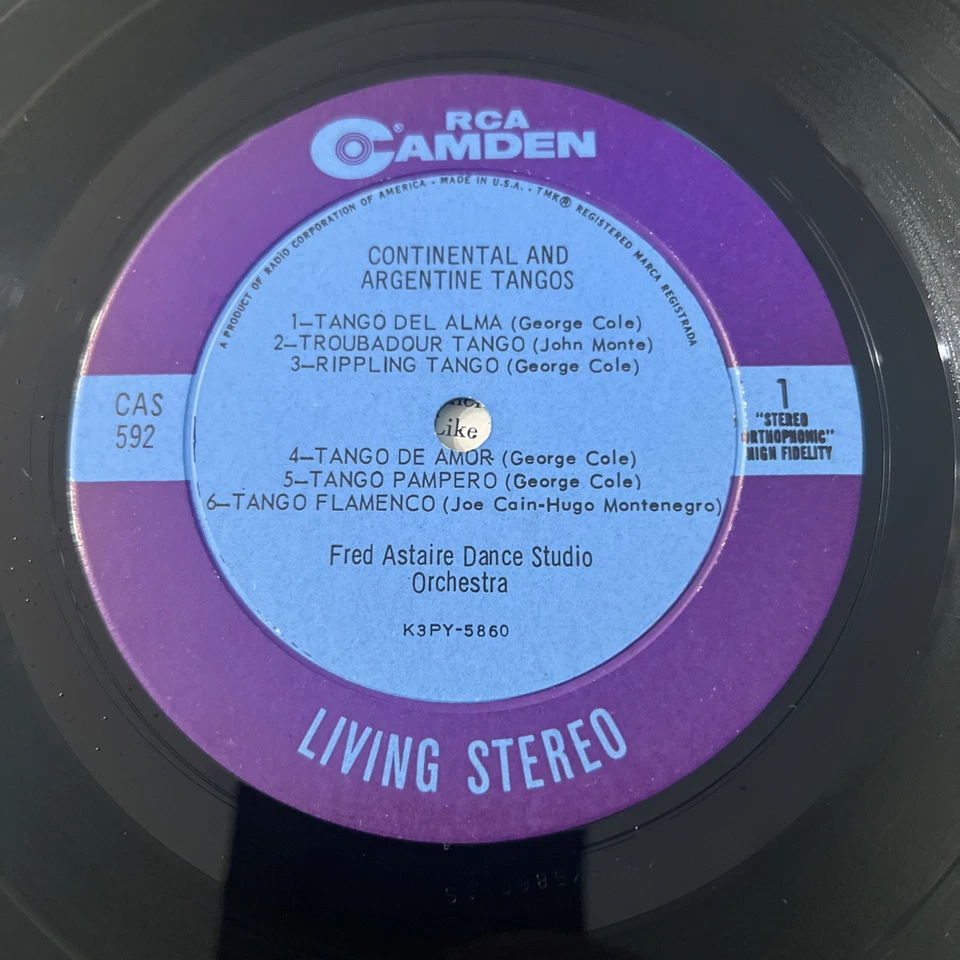 RCA
CAMDEN®
A PRODUCT OF RADIO CORPORATION OF AMERICA • MADE IN U.S.A. • TMK® REGISTERED MARCA REGISTRADA
CONTINENTAL AND
ARGENTINE TANGOS
1—TANGO DEL ALMA (George Cole)
2—TROUBADOUR TANGO (John Monte)
3—RIPPLING TANGO (George Cole)
CAS
592
1
"STEREO
ORTHOPHONIC"
HIGH FIDELITY
Like
4—TANGO DE AMOR (George Cole)
5—TANGO PAMPERO (George Cole)
6—TANGO FLAMENCO (Joe Cain-Hugo Montenegro)
Fred Astaire Dance Studio
Orchestra
K3PY-5860
LIVING STEREO